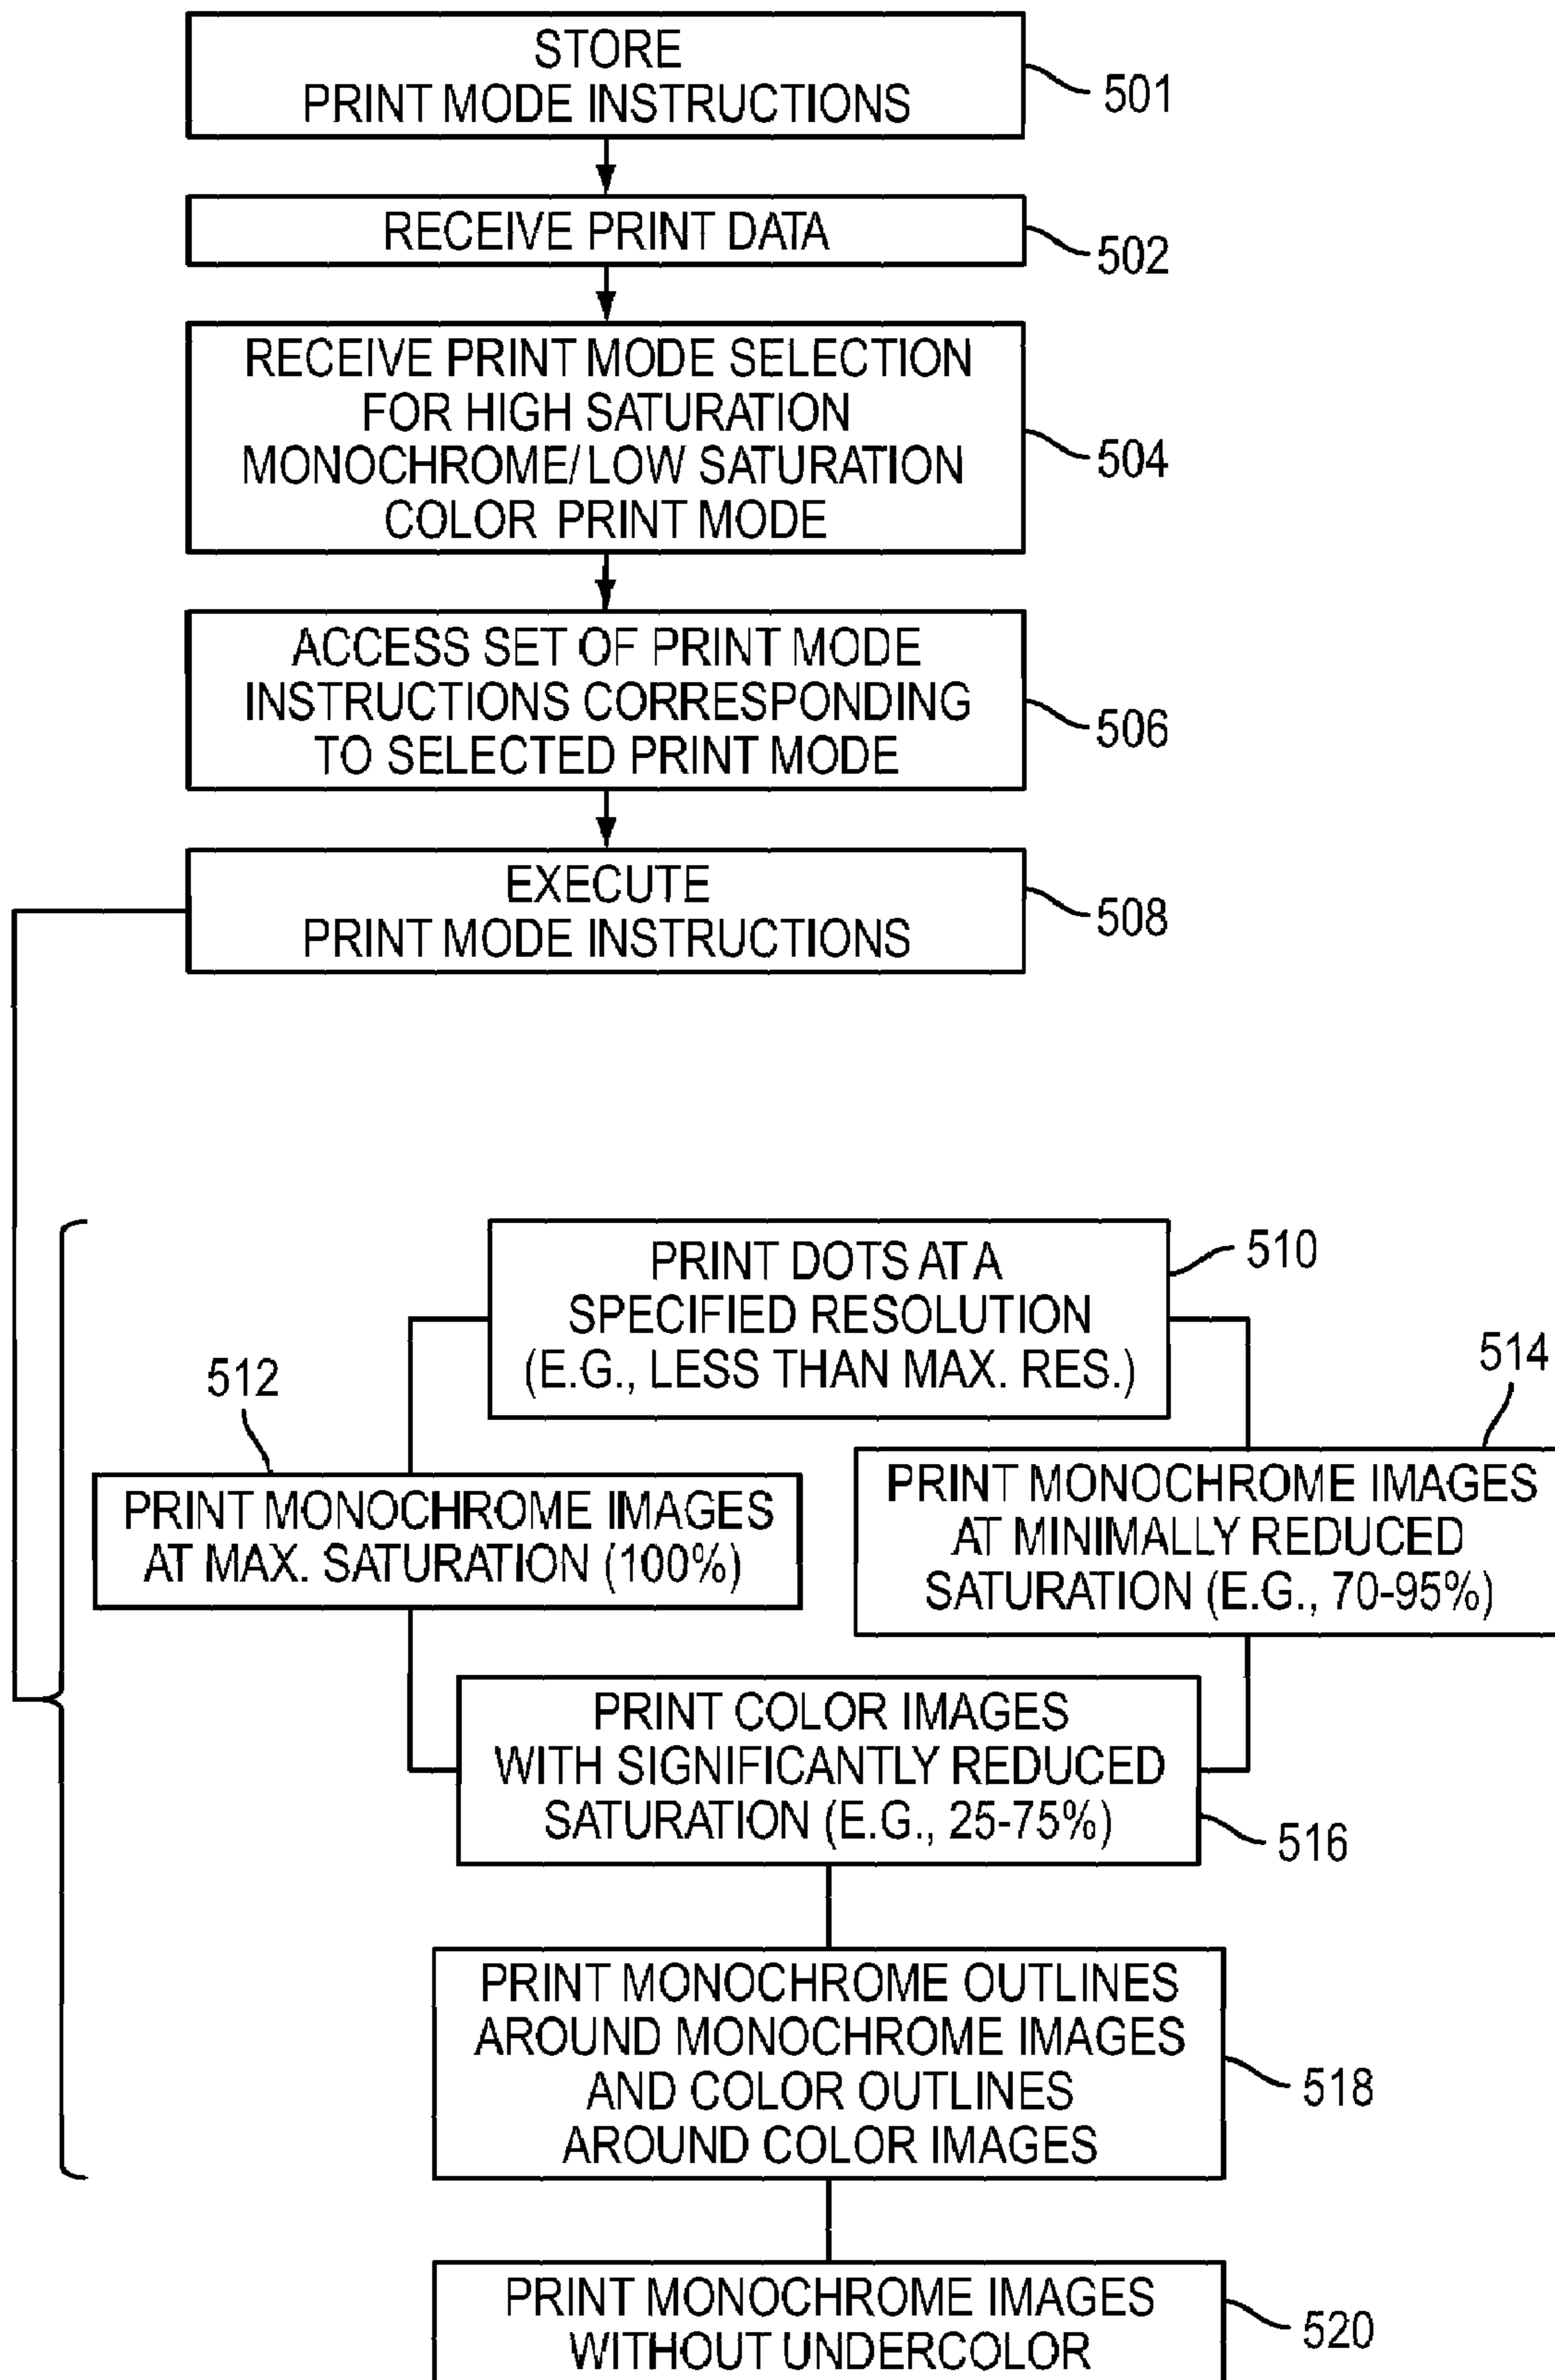 STORE
PRINT MODE INSTRUCTIONS
501
RECEIVE PRINT DATA
502
RECEIVE PRINT MODE SELECTION
FOR HIGH SATURATION
MONOCHROME/LOW SATURATION
COLOR PRINT MODE
504
ACCESS SET OF PRINT MODE
INSTRUCTIONS CORRESPONDING
TO SELECTED PRINT MODE
506
EXECUTE
PRINT MODE INSTRUCTIONS
508
PRINT DOTS AT A
SPECIFIED RESOLUTION
(E.G., LESS THAN MAX. RES.)
510
512
PRINT MONOCHROME IMAGES
AT MAX. SATURATION (100%)
514
PRINT MONOCHROME IMAGES
AT MINIMALLY REDUCED
SATURATION (E.G., 70-95%)
PRINT COLOR IMAGES
WITH SIGNIFICANTLY REDUCED
SATURATION (E.G., 25-75%)
516
PRINT MONOCHROME OUTLINES
AROUND MONOCHROME IMAGES
AND COLOR OUTLINES
AROUND COLOR IMAGES
518
PRINT MONOCHROME IMAGES
WITHOUT UNDERCOLOR
520